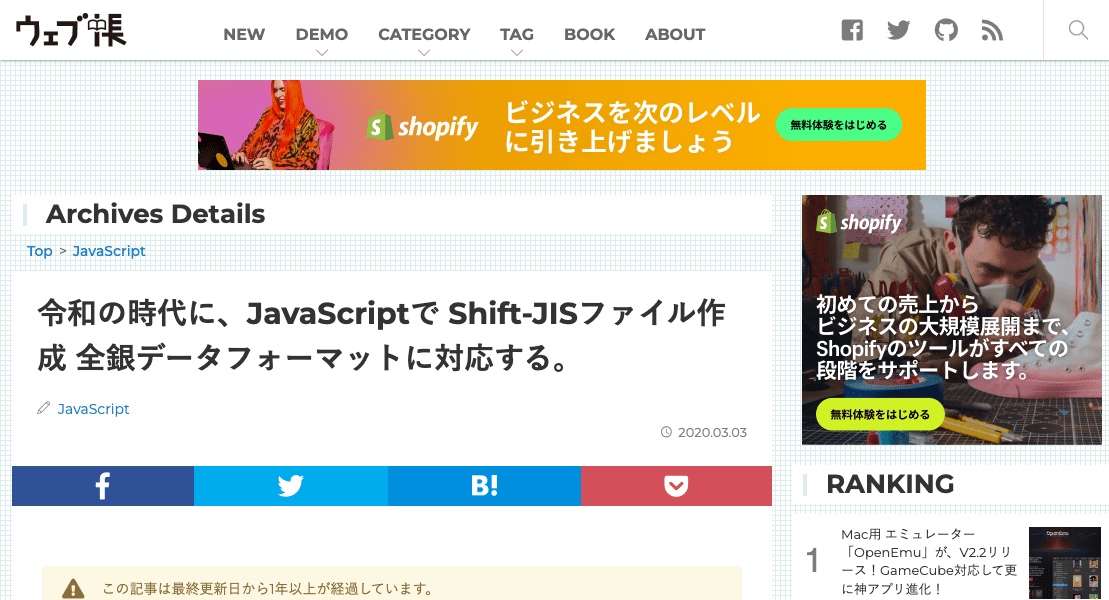 ウェブ帳
NEW
DEMO
CATEGORY
TAG
BOOK
ABOUT
shopify
ビジネスを次のレベル
に引き上げましょう
無料体験をはじめる
Archives Details
Top > JavaScript
令和の時代に、JavaScriptで Shift-JISファイル作
成 全銀データフォーマットに対応する。
JavaScript
2020.03.03
B!
この記事は最終更新日から1年以上が経過しています。
shopify
初めての売上から
ビジネスの大規模展開まで、
Shopifyのツールがすべての
段階をサポートします。
無料体験をはじめる
RANKING
1
Mac用 エミュレーター
「OpenEmu」が、V2.2リリ
ース！GameCube対応して更
に神アプリ進化！
OpenEmu